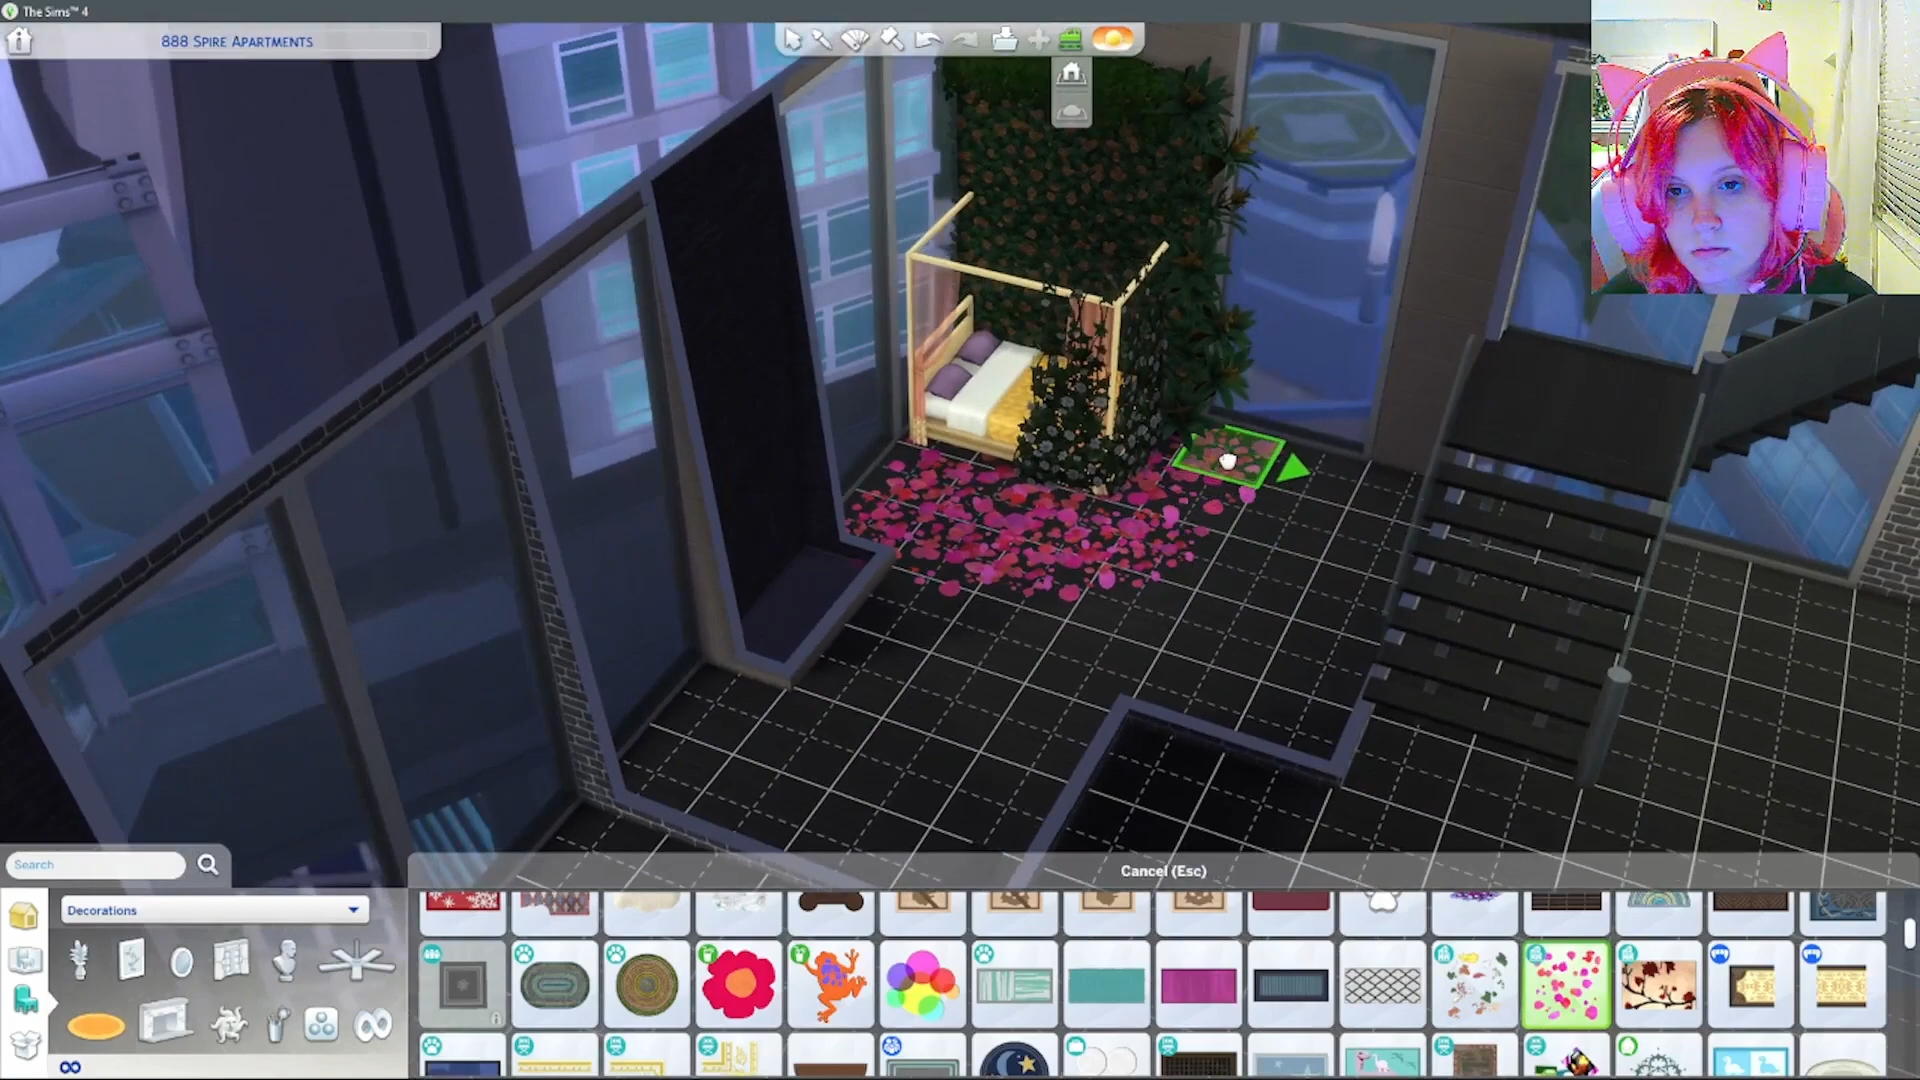 The Sims™ 4
888 SPIRE APARTMENTS
Cancel (Esc)
Search
Decorations